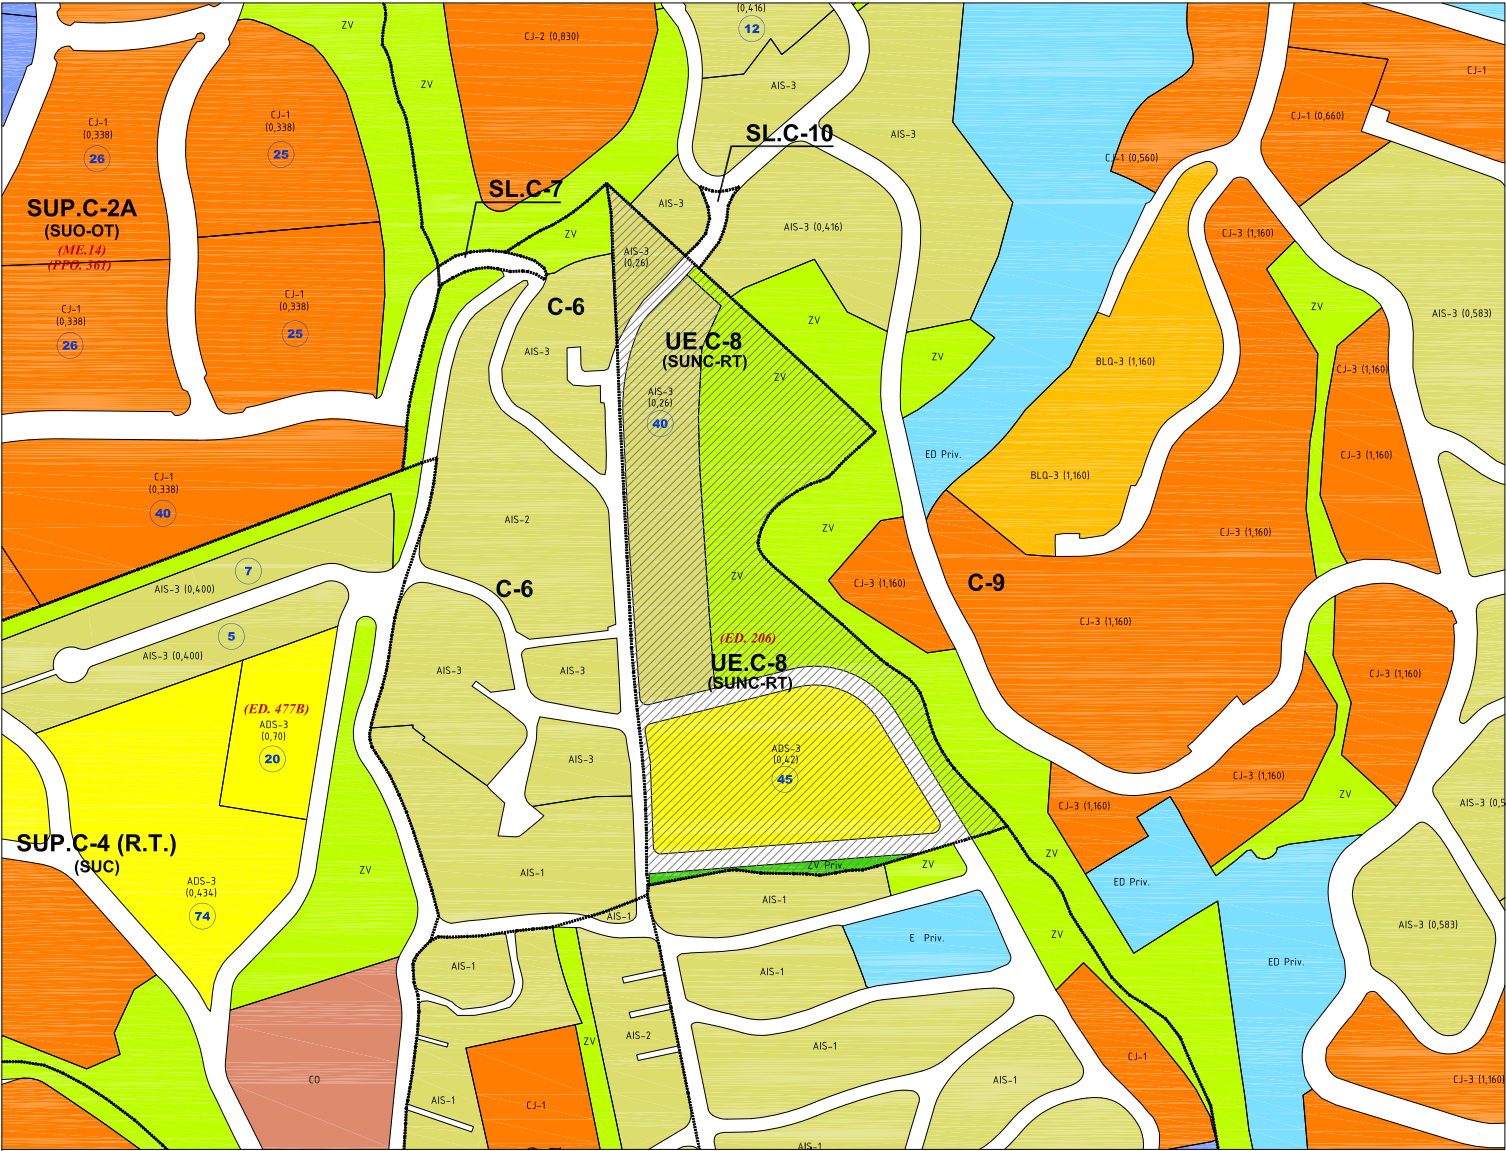 (0,416)
12
ZV
CJ-2 (0,830)
CJ-1
ZV
AIS-3
CJ-1
(0,338)
26
CJ-1
(0,338)
25
SL.C-10
AIS-3
CJ-1 (0,660)
CJ-1 (0,560)
SL.C-7
SUP.C-2A
(SUO-OT)
(ME.14)
(PPO. 361)
AIS-3
ZV
AIS-3 (0,416)
CJ-3 (1,160)
AIS-3
(0,26)
CJ-1
(0,338)
26
CJ-1
(0,338)
25
C-6
ZV
ZV
AIS-3 (0,583)
UE.C-8
(SUNC-RT)
AIS-3
ZV
ZV
BLQ-3 (1,160)
CJ-3 (1,160)
AIS-3
(0,26)
40
ED Priv.
CJ-3 (1,160)
BLQ-3 (1,160)
CJ-1
(0,338)
40
AIS-2
ZV
CJ-3 (1,160)
7
AIS-3 (0,400)
C-6
ZV
CJ-3 (1,160)
C-9
CJ-3 (1,160)
5
AIS-3 (0,400)
(ED. 206)
UE.C-8
(SUNC-RT)
AIS-3
AIS-3
CJ-3 (1,160)
(ED. 477B)
ADS-3
(0,70)
20
AIS-3
ADS-3
(0,42)
45
CJ-3 (1,160)
ZV
CJ-3 (1,160)
AIS-3 (0,5
SUP.C-4 (R.T.)
(SUC)
ZV
AIS-1
ZV Priv.
ZV
ZV
ED Priv.
ADS-3
(0,434)
74
AIS-1
AIS-1
E Priv.
ZV
AIS-3 (0,583)
AIS-1
AIS-1
ED Priv.
ZV
AIS-2
AIS-1
CJ-1
CO
AIS-1
CJ-3 (1,160)
AIS-1
CJ-1
AIS-1